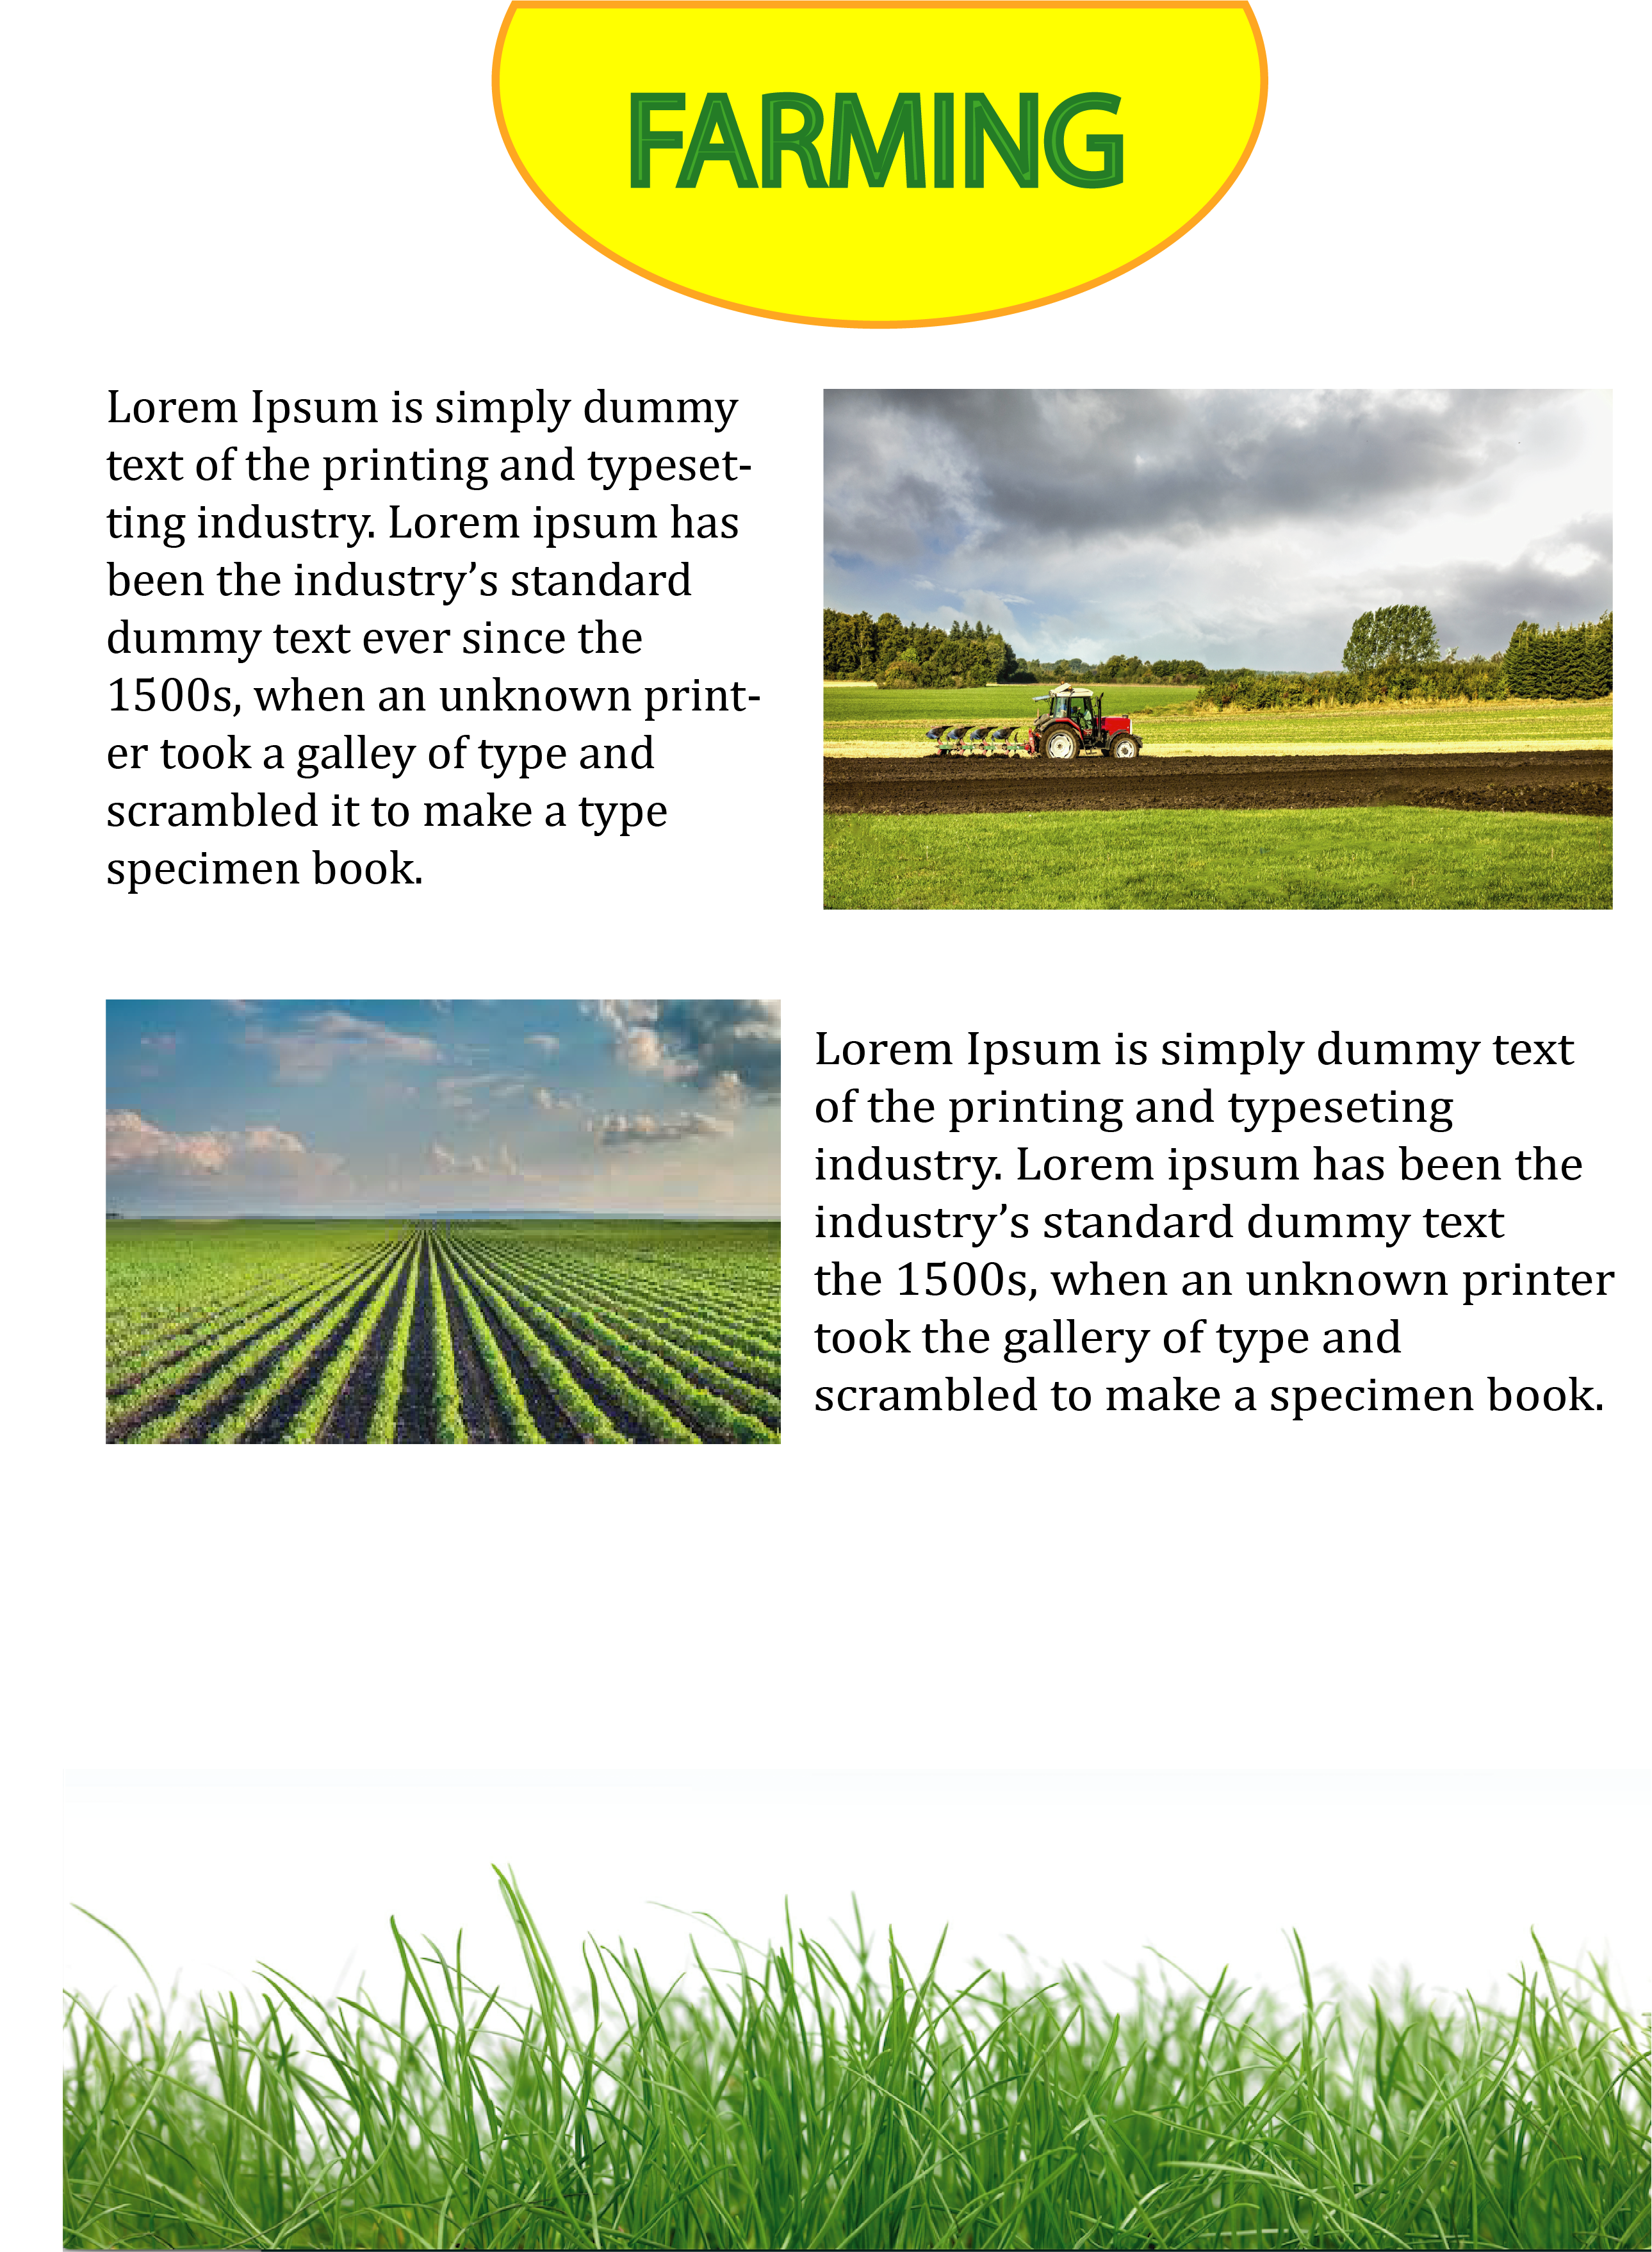 FARMING
Lorem Ipsum is simply dummy
text of the printing and typeset-
ting industry. Lorem ipsum has
been the industry’s standard
dummy text ever since the
1500s, when an unknown print-
er took a galley of type and
scrambled it to make a type
specimen book.
Lorem Ipsum is simply dummy text
of the printing and typeseting
industry. Lorem ipsum has been the
industry’s standard dummy text
the 1500s, when an unknown printer
took the gallery of type and
scrambled to make a specimen book.